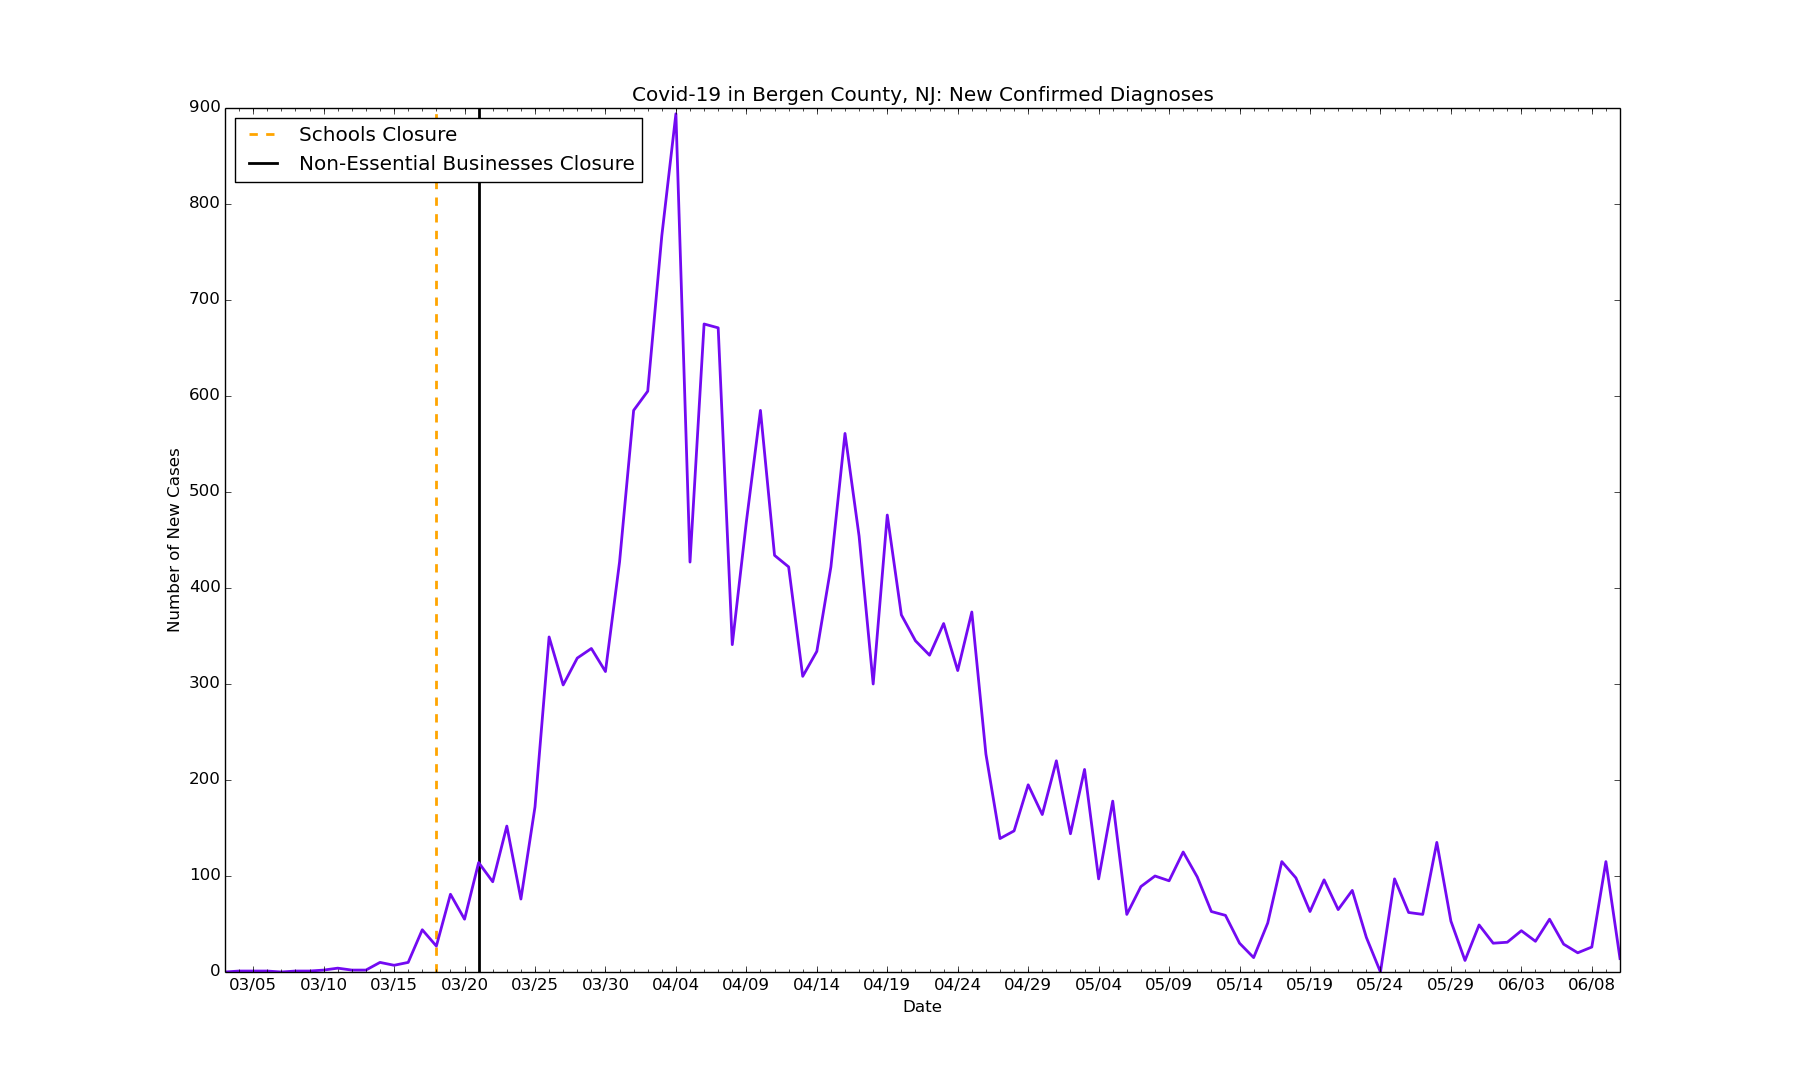 Covid-19 in Bergen County, NJ: New Confirmed Diagnoses
900
800
700
600
500
400
300
200
100
0
Number of New Cases
Schools Closure
Non-Essential Businesses Closure
03/05 03/10 03/15 03/20 03/25 03/30 04/04 04/09 04/14 04/19 04/24 04/29 05/04 05/09 05/14 05/19 05/24 05/29 06/03 06/08
Date